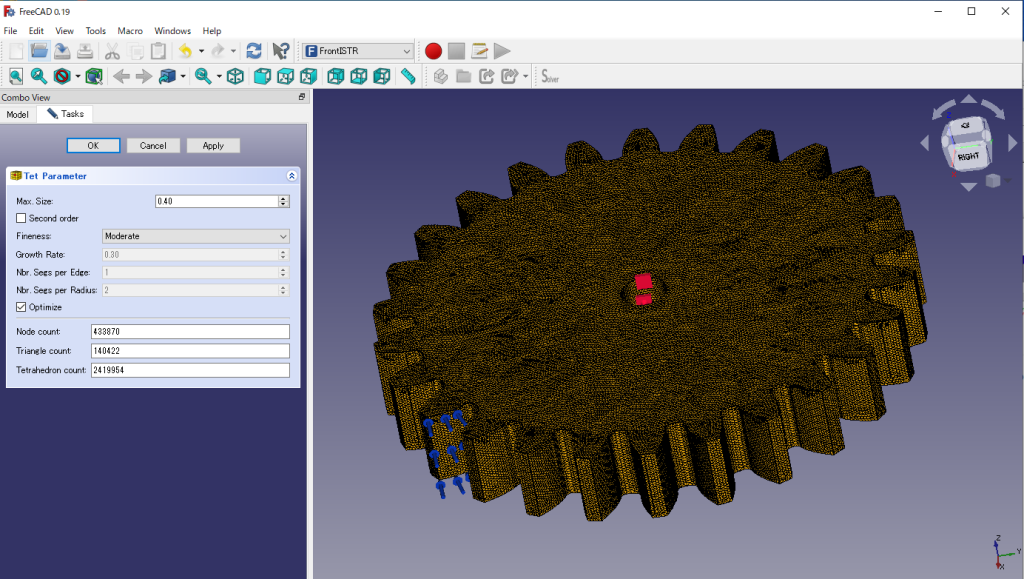 FreeCAD 0.19
File Edit View Tools Macro Windows Help
FrontISTR
Solver
Combo View
Model Tasks
OK Cancel Apply
Tet Parameter
Max. Size: 0.40
Second order
Fineness: Moderate
Growth Rate: 0.30
Nbr. Segs per Edge: 1
Nbr. Segs per Radius: 2
Optimize
Node count: 433870
Triangle count: 140422
Tetrahedron count: 2419954
RIGHT
Z
Y
X